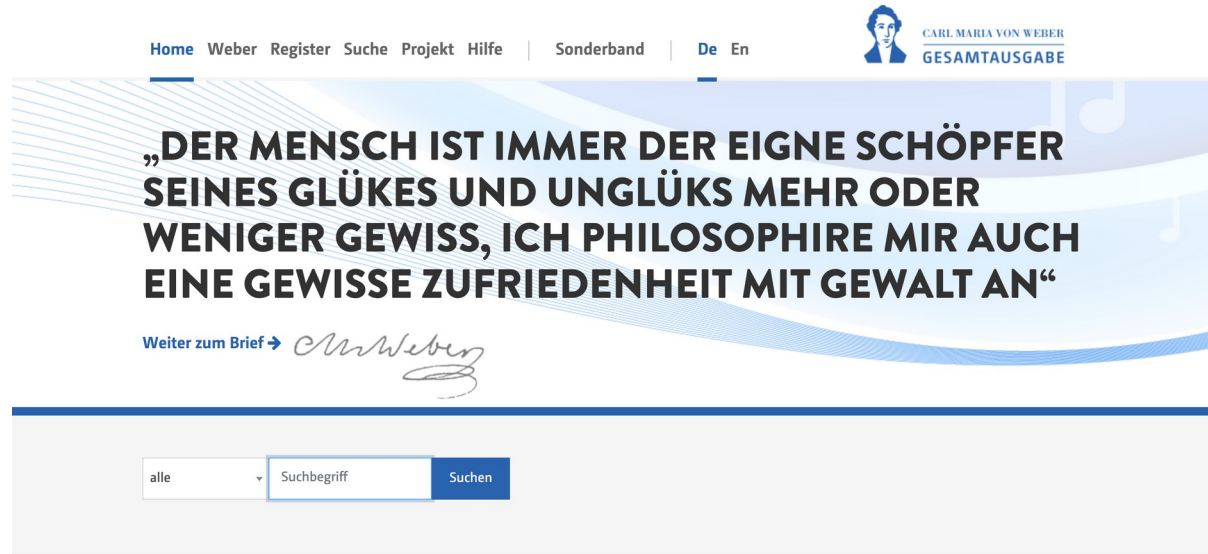 Home Weber Register Suche Projekt Hilfe | Sonderband | De En
CARL MARIA VON WEBER
GESAMTAUSGABE
„DER MENSCH IST IMMER DER EIGNE SCHÖPFER
SEINES GLÜKES UND UNGLÜKS MEHR ODER
WENIGER GEWISS, ICH PHILOSOPHIRE MIR AUCH
EINE GEWISSE ZUFRIEDENHEIT MIT GEWALT AN“
Weiter zum Brief → CMvWeber
alle Suchbegriff Suchen